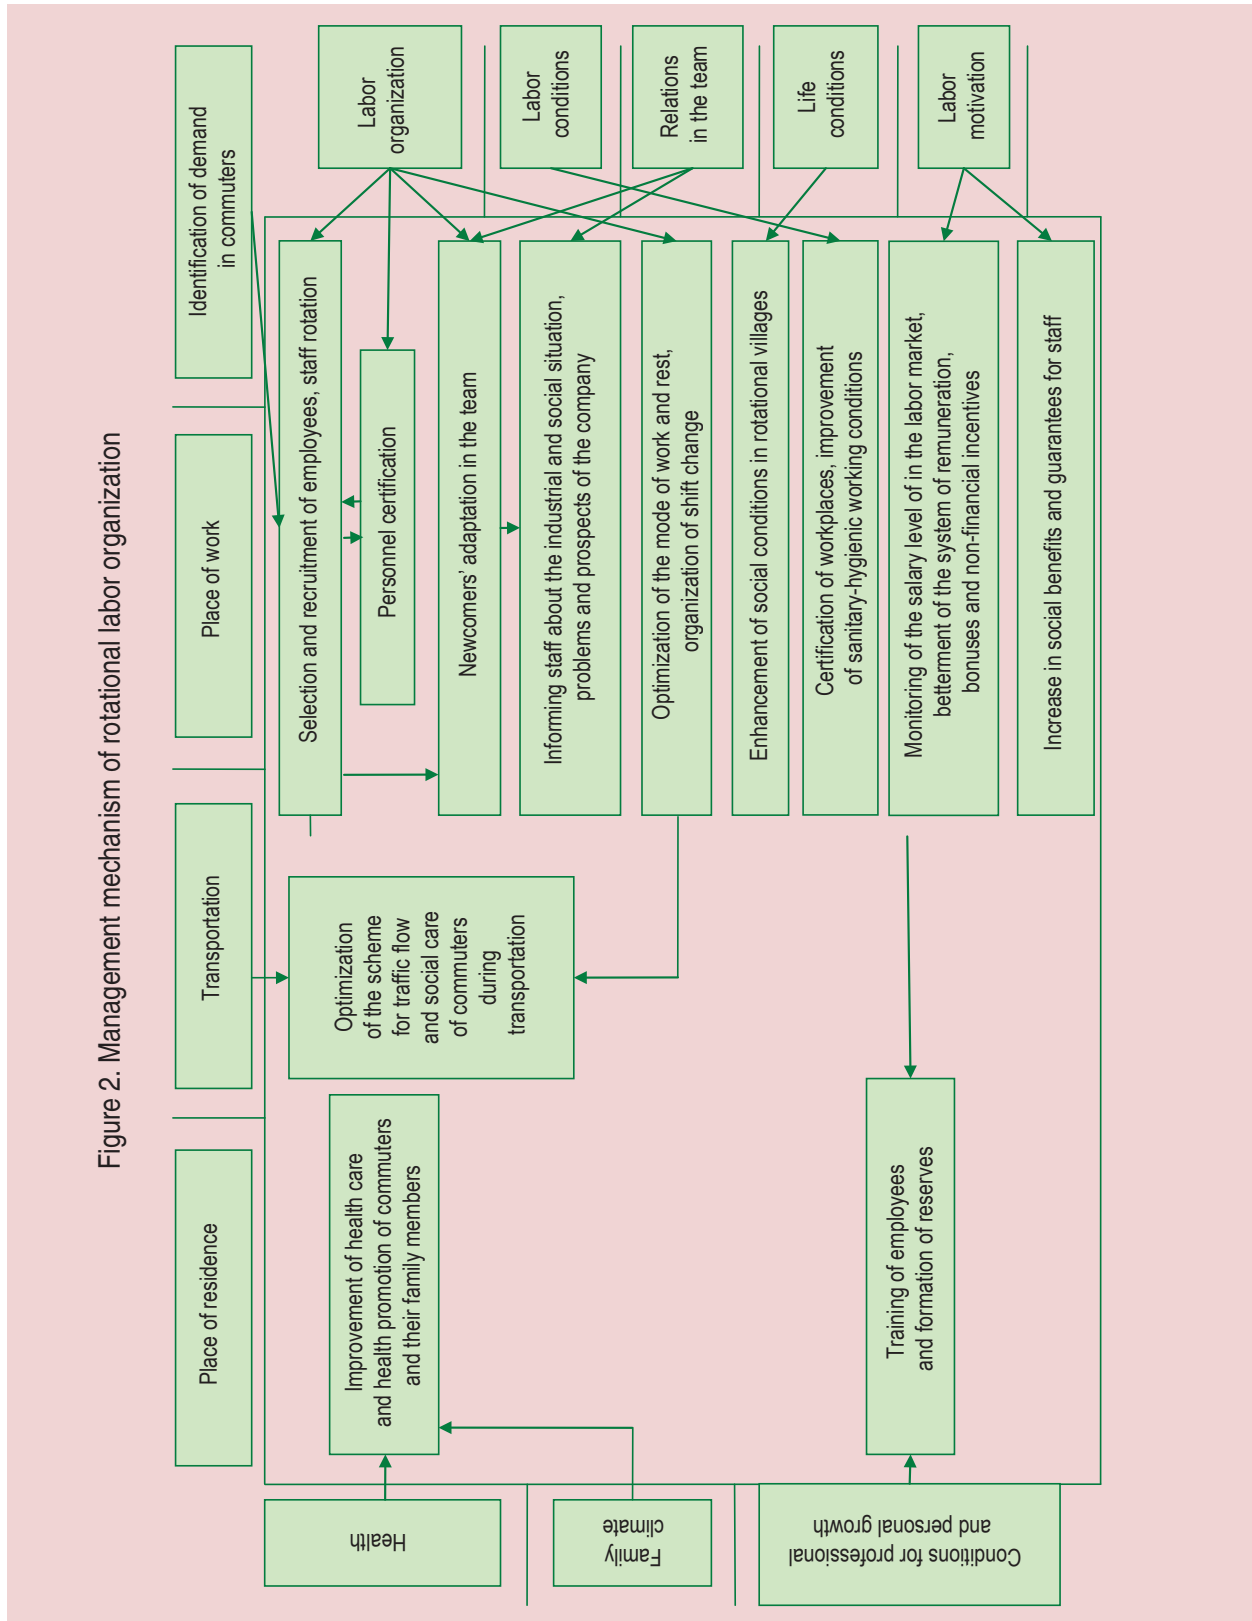 Figure 2. Management mechanism of rotational labor organization
Place of residence
Transportation
Place of work
Identification of demand
in commuters
Health
Family
climate
Conditions for professional
and personal growth
Improvement of health care
and health promotion of commuters
and their family members
Training of employees
and formation of reserves
Optimization
of the scheme
for traffic flow
and social care
of commuters
during
transportation
Selection and recruitment of employees, staff rotation
Personnel certification
Newcomers’ adaptation in the team
Informing staff about the industrial and social situation,
problems and prospects of the company
Optimization of the mode of work and rest,
organization of shift change
Enhancement of social conditions in rotational villages
Certification of workplaces, improvement
of sanitary-hygienic working conditions
Monitoring of the salary level of in the labor market,
betterment of the system of remuneration,
bonuses and non-financial incentives
Increase in social benefits and guarantees for staff
Labor
organization
Labor
conditions
Relations
in the team
Life
conditions
Labor
motivation